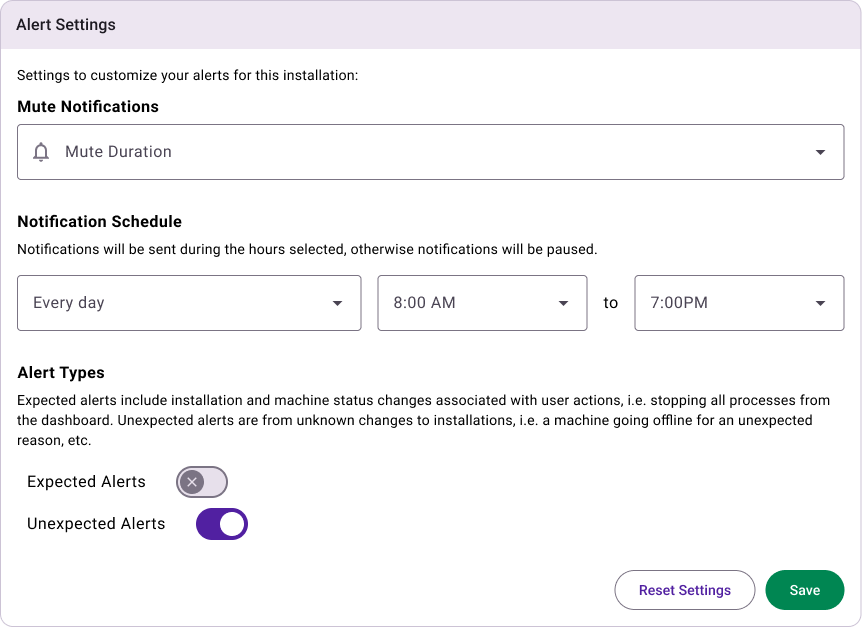 Alert Settings
Settings to customize your alerts for this installation:
Mute Notifications
Mute Duration
Notification Schedule
Notifications will be sent during the hours selected, otherwise notifications will be paused.
Every day
8:00 AM
to
7:00PM
Alert Types
Expected alerts include installation and machine status changes associated with user actions, i.e. stopping all processes from
the dashboard. Unexpected alerts are from unknown changes to installations, i.e. a machine going offline for an unexpected
reason, etc.
Expected Alerts
Unexpected Alerts
Reset Settings
Save